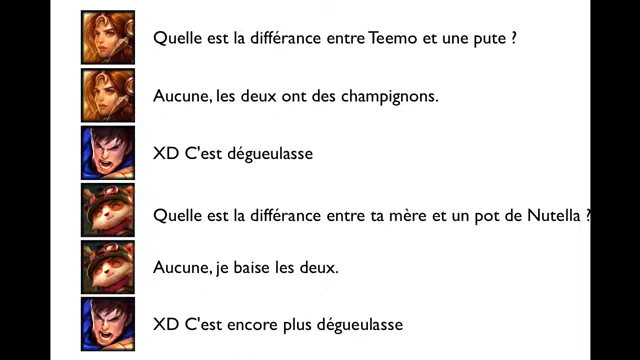 Quelle est la différance entre Teemo et une pute ?
Aucune, les deux ont des champignons.
XD C'est dégueulasse
Quelle est la différance entre ta mère et un pot de Nutella ?
Aucune, je baise les deux.
XD C'est encore plus dégueulasse